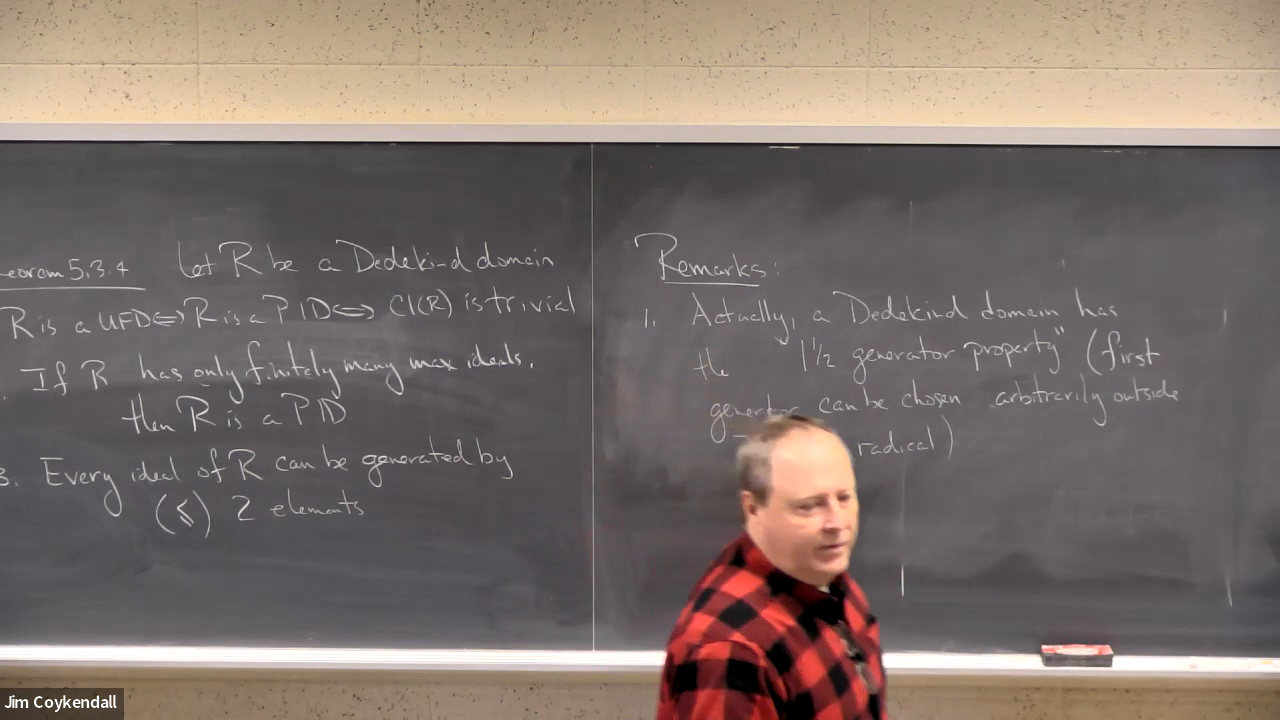 eorem 5.3.4 Let R be a Dedekind domain
R is a UFD ⇔ R is a PID ⇔ Cl(R) is trivial
. If R has only finitely many max ideals,
then R is a PID
3. Every ideal of R can be generated by
(≤) 2 elements
Remarks:
1. Actually, a Dedekind domain has
the 1½ generator property" (first
generator can be chosen arbitrarily outside
radical)
Jim Coykendall